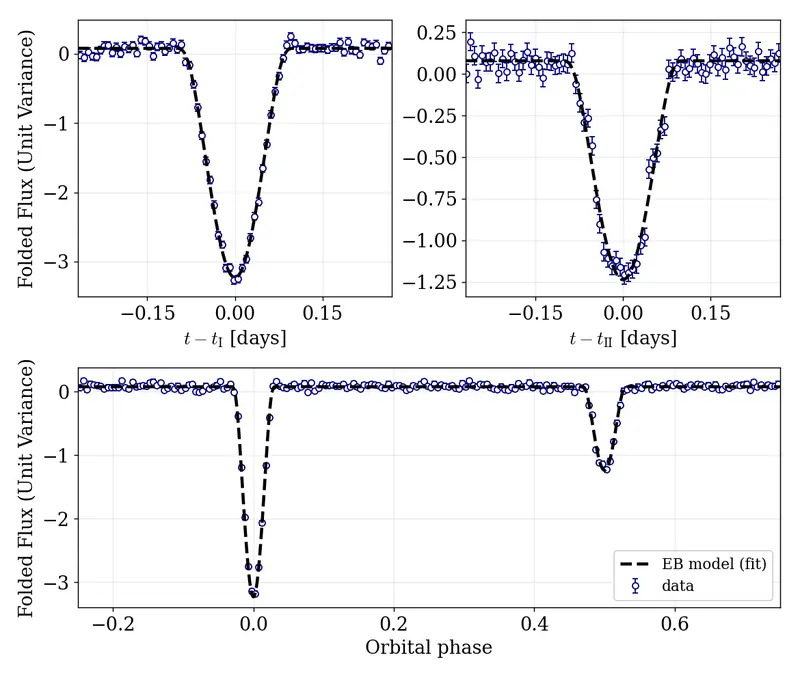 Folded Flux (Unit Variance)
0
−1
−2
−3
−0.15 0.00 0.15
t − t_I [days]
0.25
0.00
−0.25
−0.50
−0.75
−1.00
−1.25
−0.15 0.00 0.15
t − t_II [days]
Folded Flux (Unit Variance)
0
−1
−2
−3
EB model (fit)
data
−0.2 0.0 0.2 0.4 0.6
Orbital phase